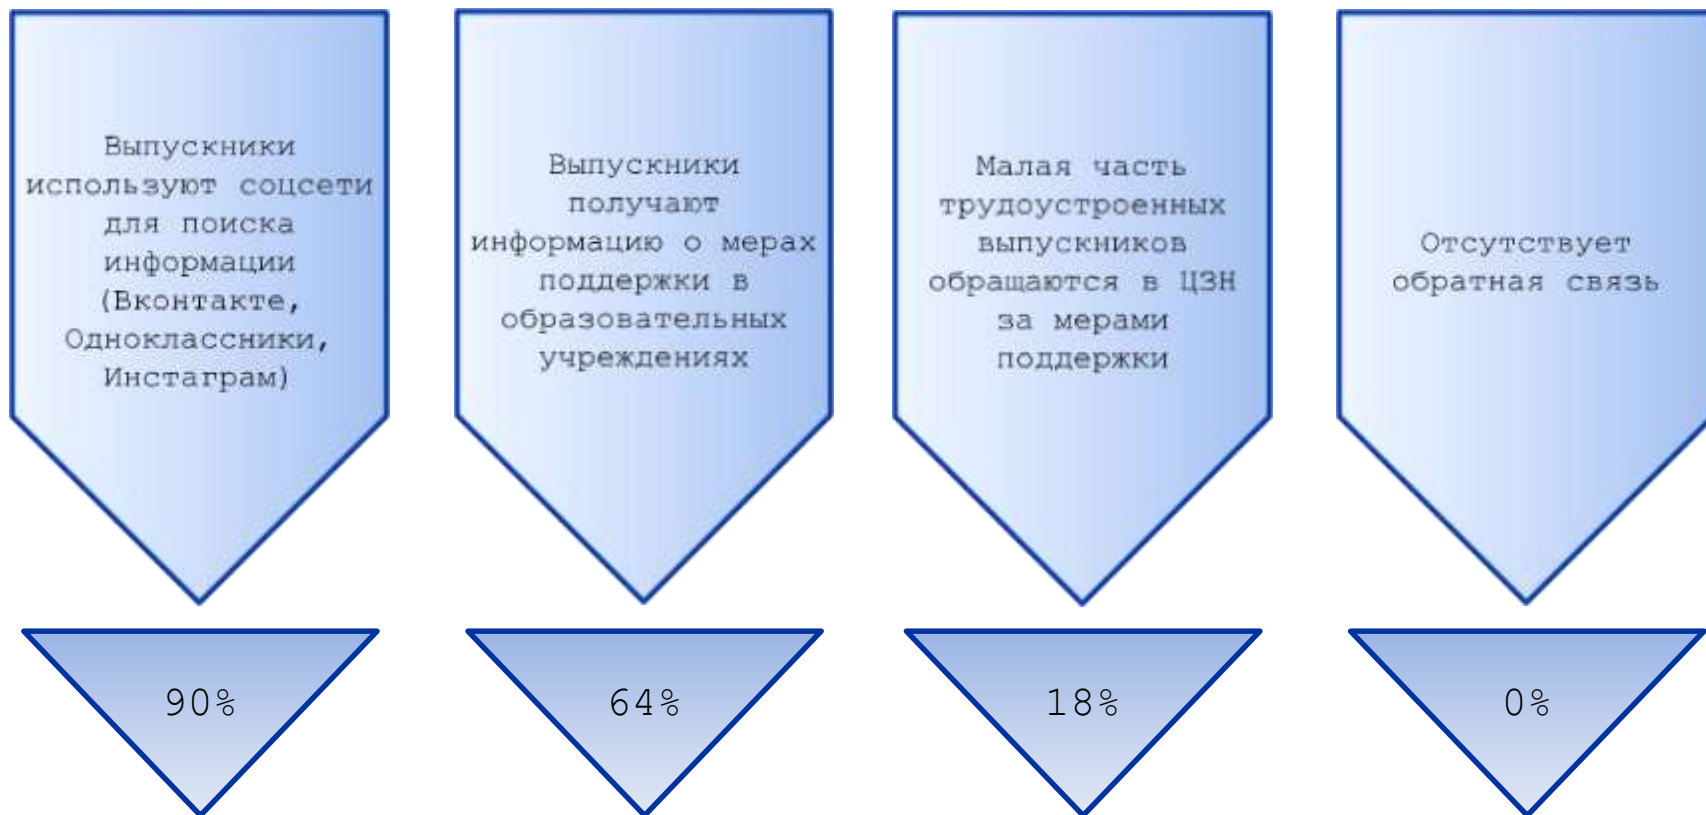 Выпускники
используют соцсети
для поиска
информации
(Вконтакте,
Одноклассники,
Инстаграм)
90%
Выпускники
получают
информацию о мерах
поддержки в
образовательных
учреждениях
64%
Малая часть
трудоустроенных
выпускников
обращаются в ЦЗН
за мерами
поддержки
18%
Отсутствует
обратная связь
0%